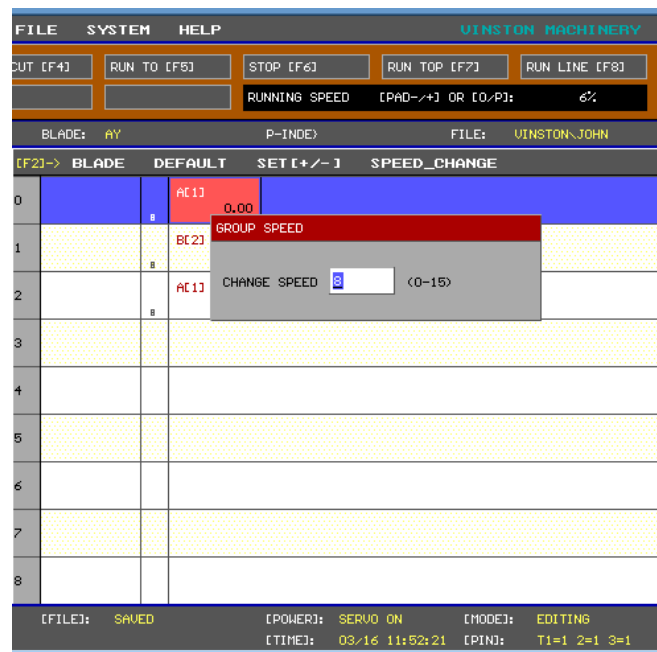 FILE SYSTEM HELP VINSTON MACHINERY
CUT [F4] RUN TO [F5] STOP [F6] RUN TOP [F7] RUN LINE [F8]
RUNNING SPEED [PAD-/+] OR [O/P]: 6%
BLADE: AY P-INDEX FILE: VINSTON\JOHN
[F2]-> BLADE DEFAULT SET[+/-] SPEED_CHANGE
0 8 A[1] 0.00
GROUP SPEED
1 8 B[2]
CHANGE SPEED 8 (0-15)
2 8 A[1]
3
4
5
6
7
8
[FILE]: SAVED [POWER]: SERVO ON [MODE]: EDITING
[TIME]: 03/16 11:52:21 [PIN]: T1=1 2=1 3=1